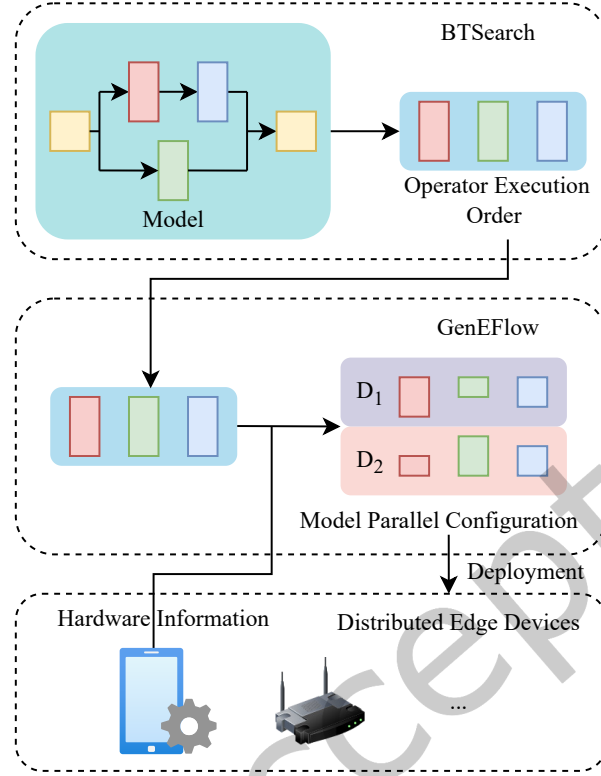 BTSearch
Model
Operator Execution
Order
GenEFlow
D1
D2
Model Parallel Configuration
Deployment
Hardware Information
Distributed Edge Devices
...